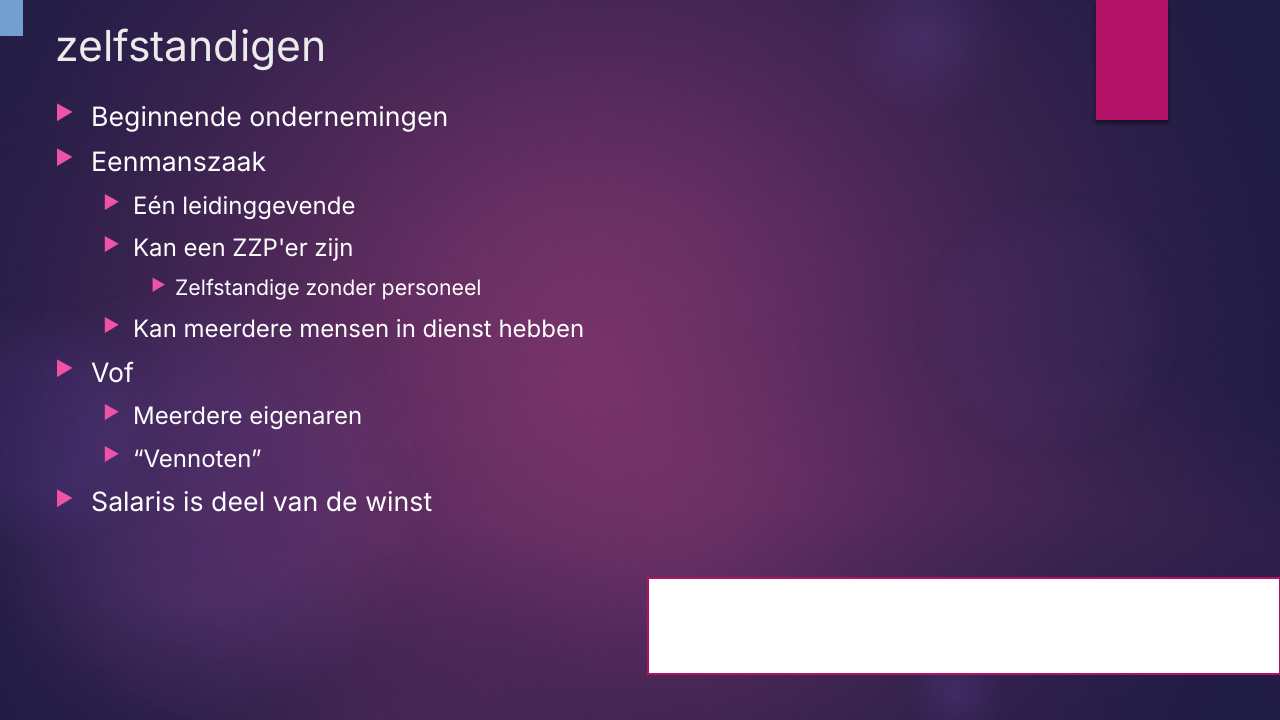 zelfstandigen
Beginnende ondernemingen
Eenmanszaak
Eén leidinggevende
Kan een ZZP'er zijn
Zelfstandige zonder personeel
Kan meerdere mensen in dienst hebben
Vof
Meerdere eigenaren
“Vennoten”
Salaris is deel van de winst